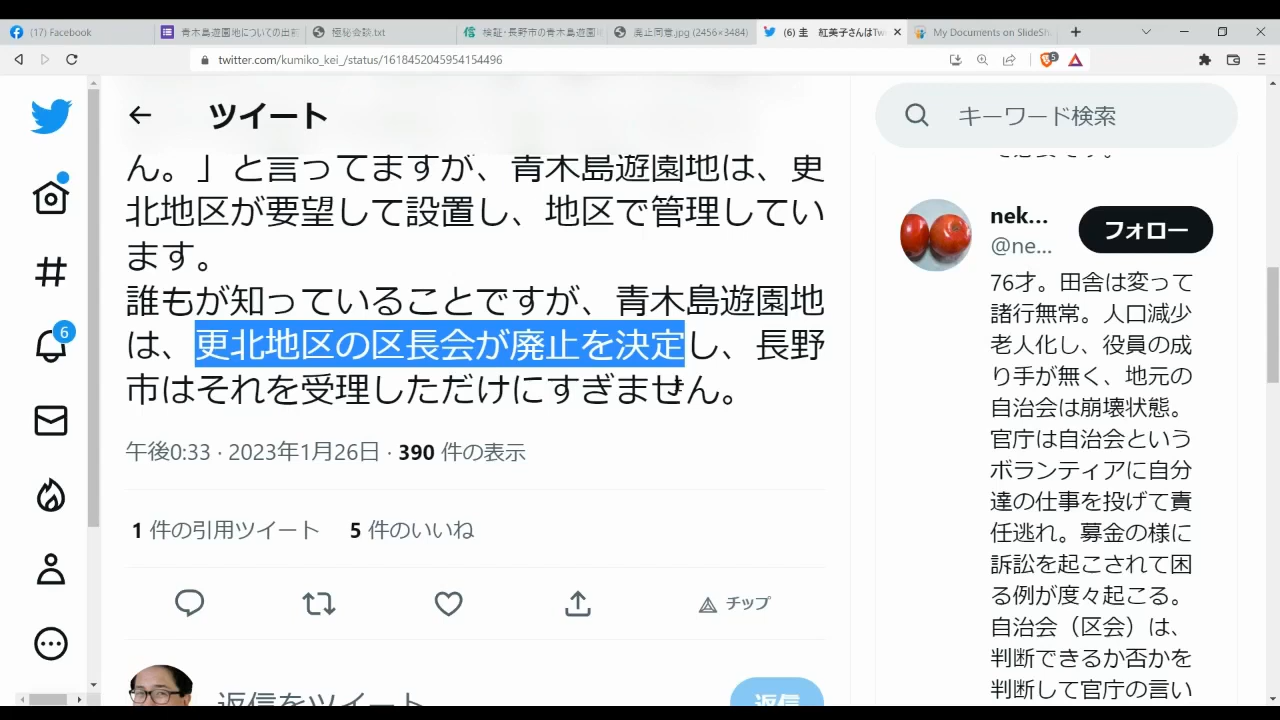 (17) Facebook
青木島遊園地についての出前
極秘会談.txt
検証・長野市の青木島遊園地
廃止同意.jpg (2456×3484)
(6) 圭 紅美子さんはTw
My Documents on SlideSh
twitter.com/kumiko_kei_/status/1618452045954154496
5
ツイート
キーワード検索
6
ん。」と言ってますが、青木島遊園地は、更
北地区が要望して設置し、地区で管理してい
ます。
誰もが知っていることですが、青木島遊園地
は、更北地区の区長会が廃止を決定し、長野
市はそれを受理しただけにすぎません。
午後0:33 · 2023年1月26日 · 390 件の表示
1 件の引用ツイート 5 件のいいね
チップ
返信をツイート
返信
nek...
@ne...
フォロー
76才。田舎は変って
諸行無常。人口減少
老人化し、役員の成
り手が無く、地元の
自治会は崩壊状態。
官庁は自治会という
ボランティアに自分
達の仕事を投げて責
任逃れ。募金の様に
訴訟を起こされて困
る例が度々起こる。
自治会（区会）は、
判断できるか否かを
判断して官庁の言い